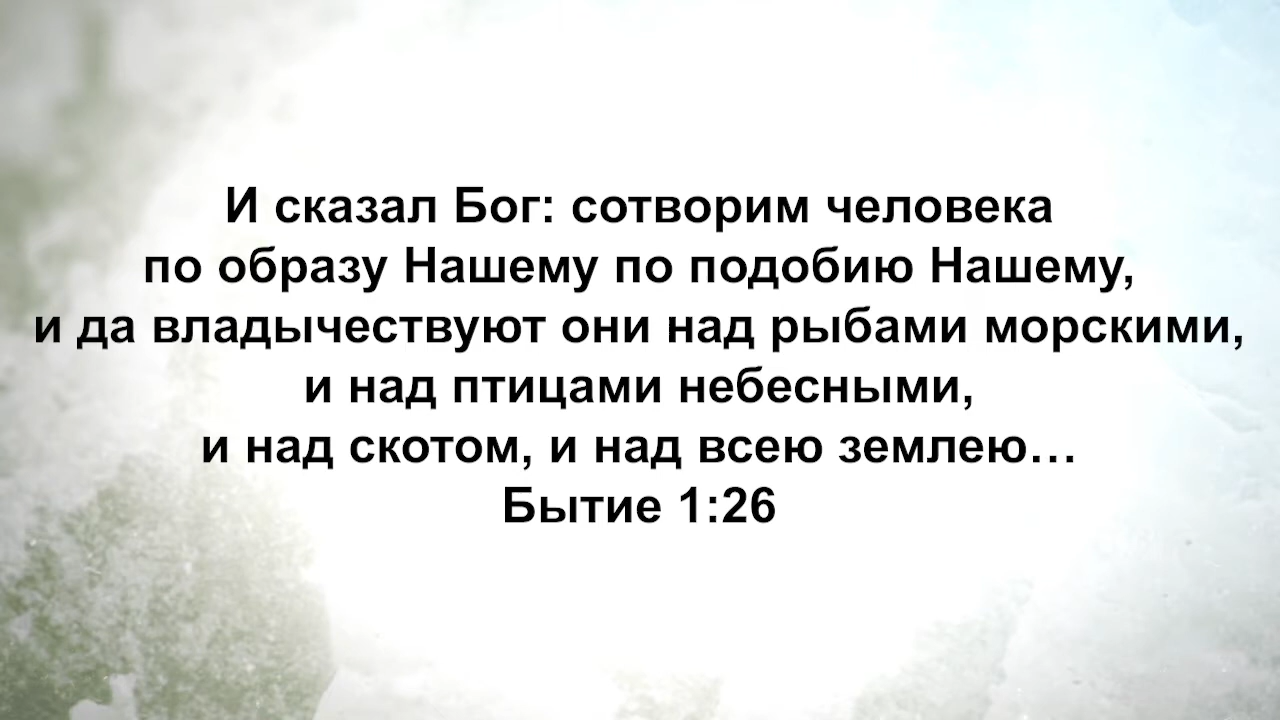 И сказал Бог: сотворим человека
по образу Нашему по подобию Нашему,
и да владычествуют они над рыбами морскими,
и над птицами небесными,
и над скотом, и над всею землею…
Бытие 1:26